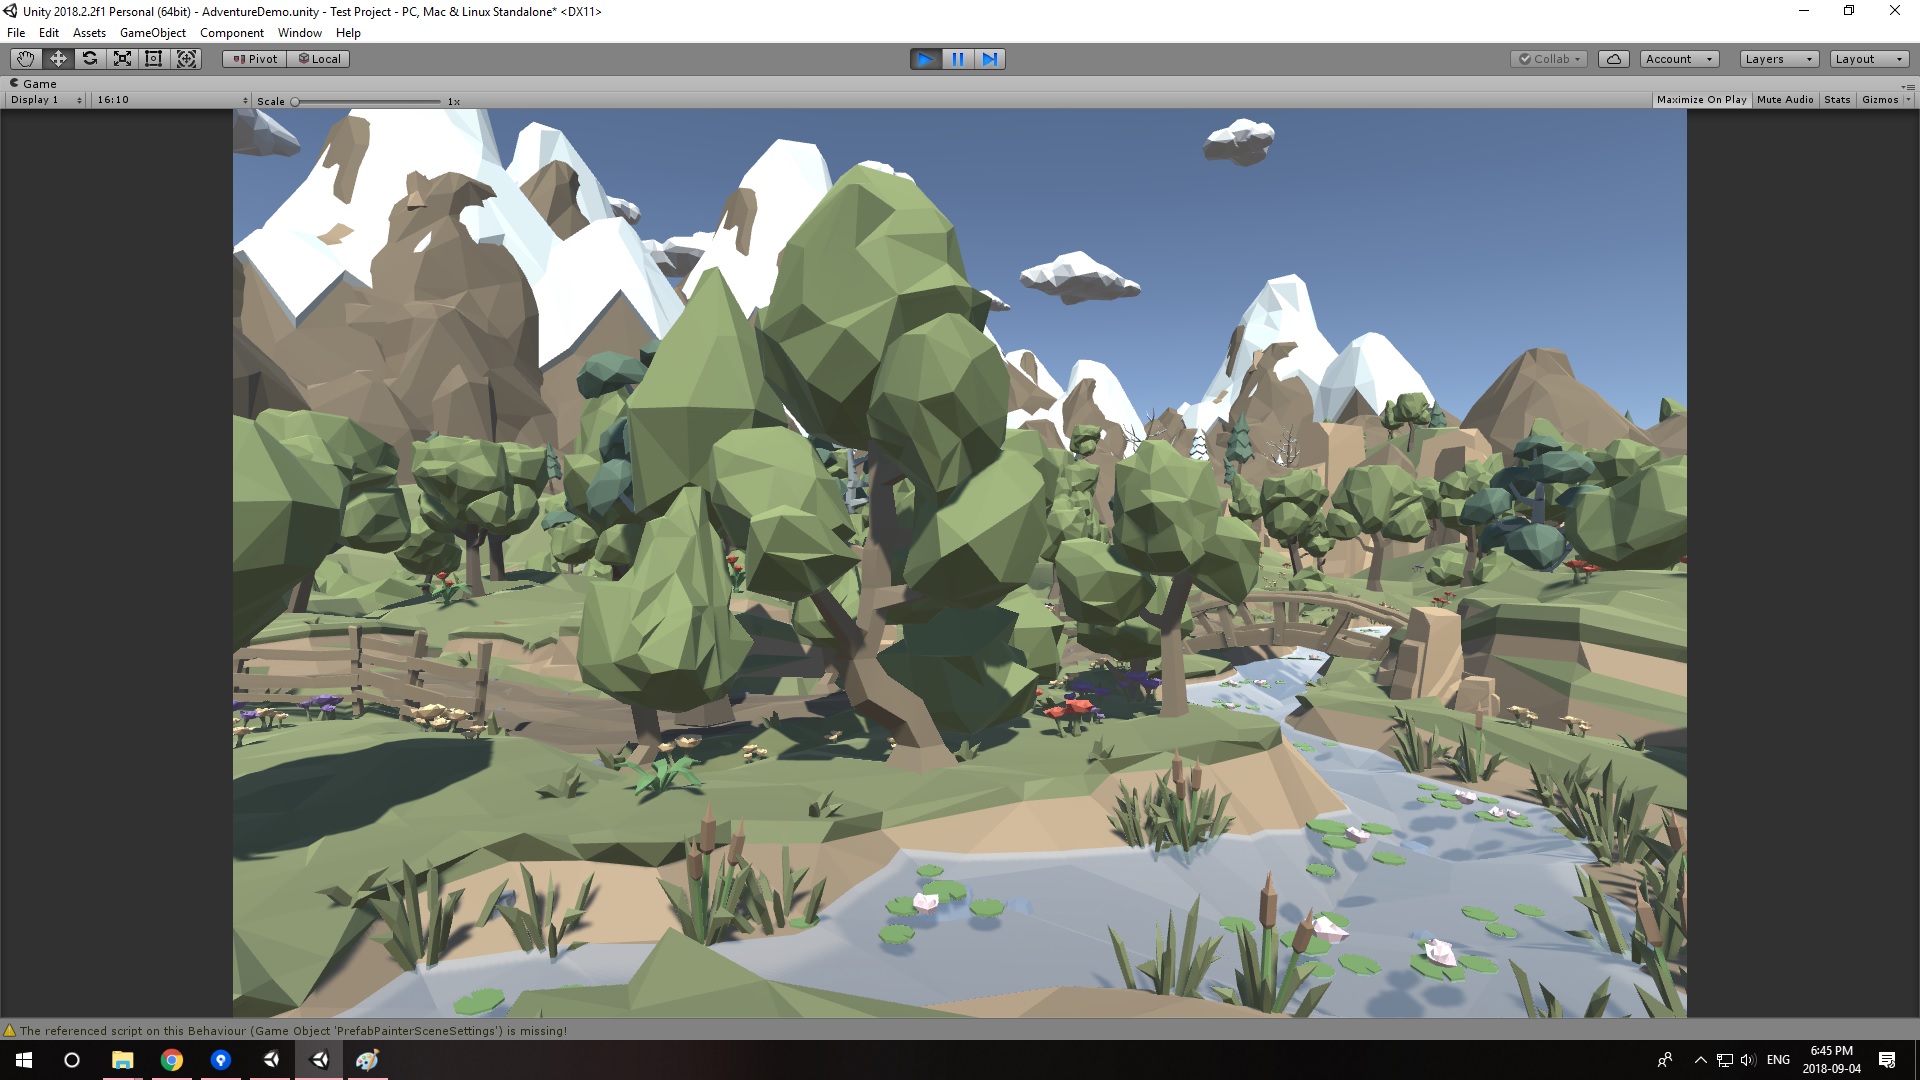 Unity 2018.2.2f1 Personal (64bit) - AdventureDemo.unity - Test Project - PC, Mac & Linux Standalone* <DX11>
File Edit Assets GameObject Component Window Help
Pivot Local Collab Account Layers Layout
Game
Display 1 16:10 Scale 1x Maximize On Play Mute Audio Stats Gizmos
The referenced script on this Behaviour (Game Object 'PrefabPainterSceneSettings') is missing!
ENG 6:45 PM
2018-09-04